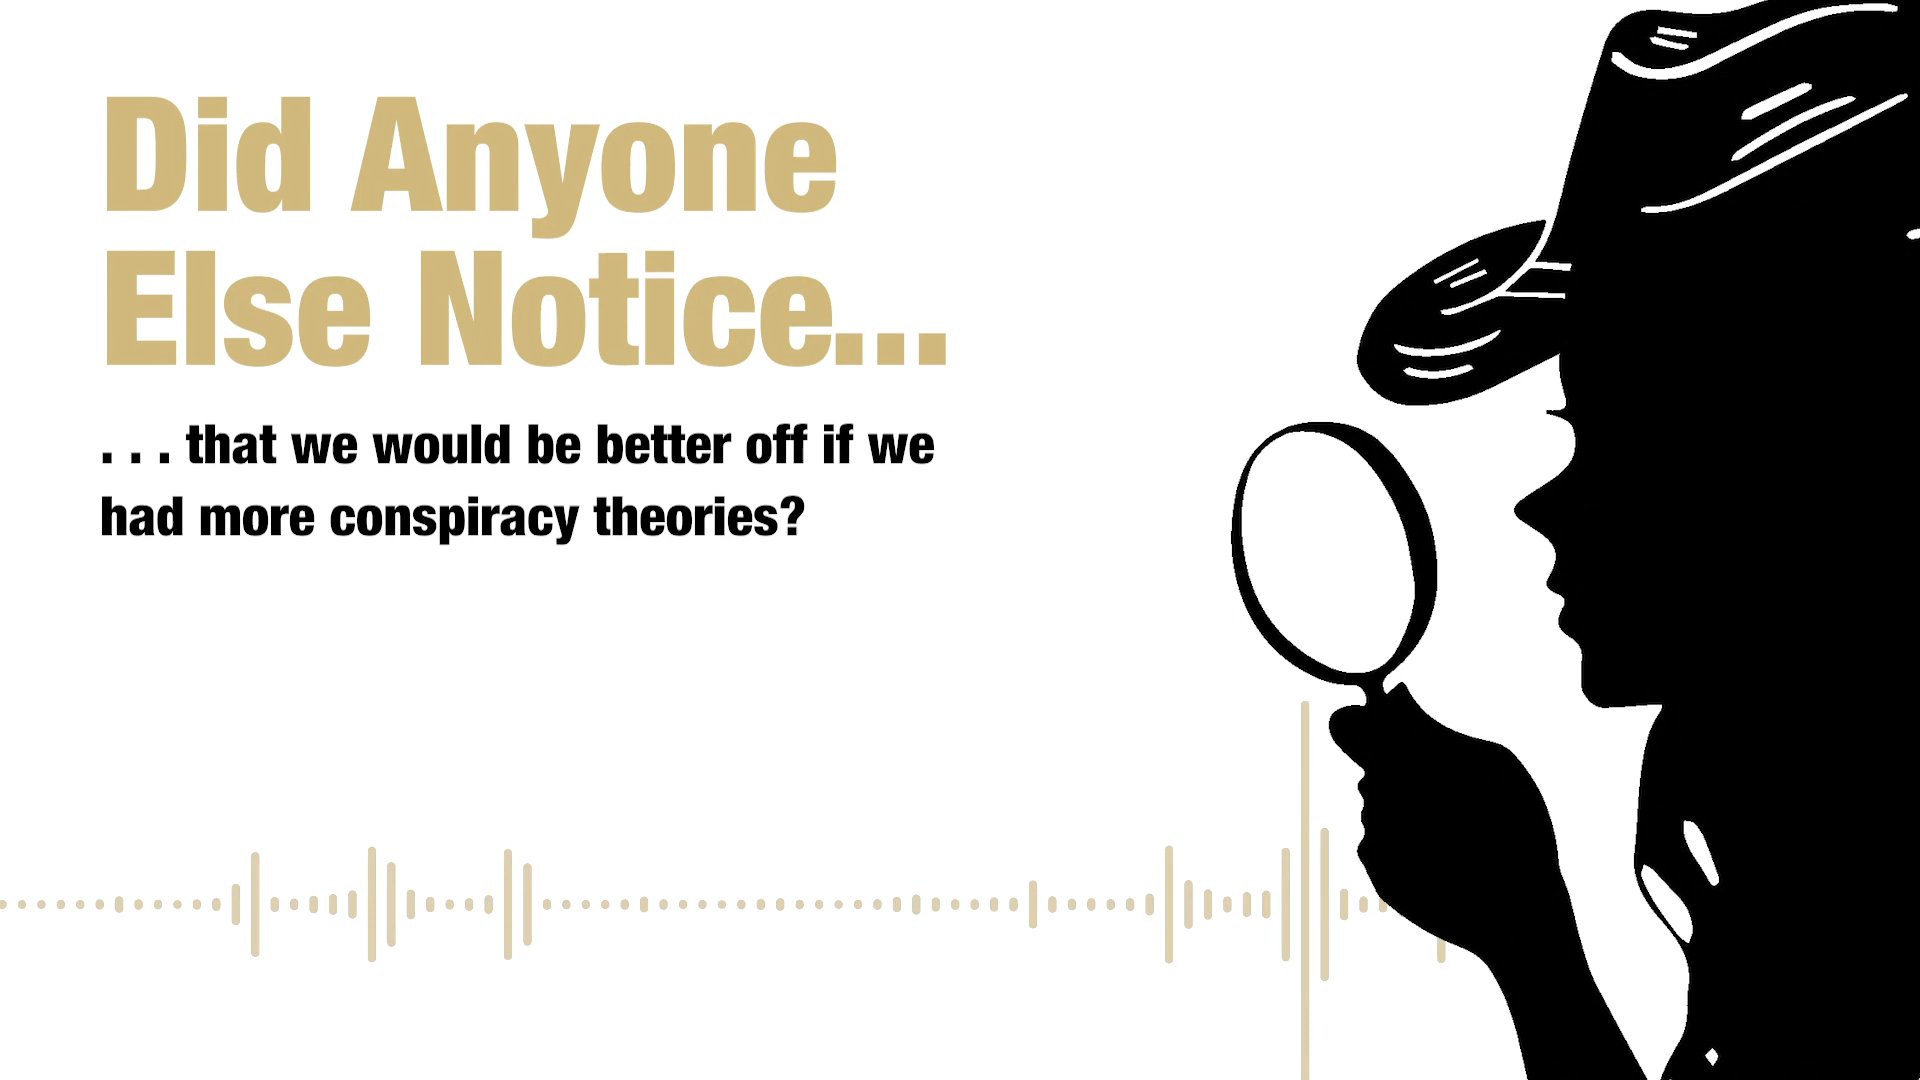 Did Anyone
Else Notice...
. . . that we would be better off if we
had more conspiracy theories?